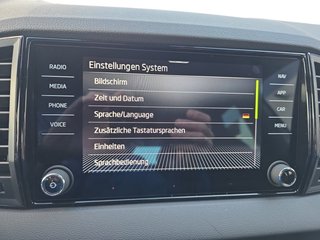 Einstellungen System
RADIO
MEDIA
PHONE
VOICE
Bildschirm
Zeit und Datum
Sprache/Language
Zusätzliche Tastatursprachen
Einheiten
Sprachbedienung
NAV
APP
CAR
MENU